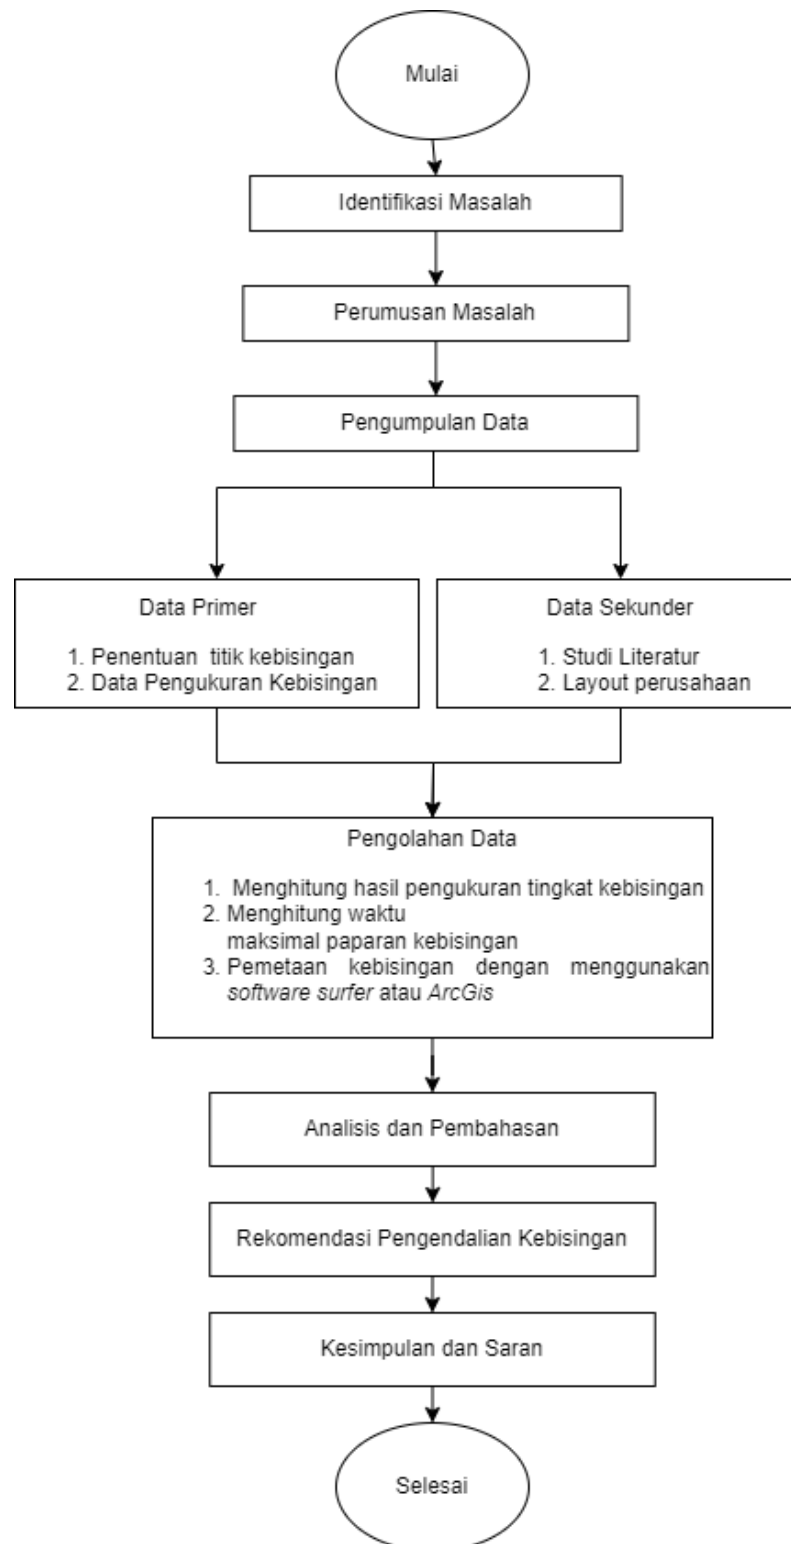 Mulai
Identifikasi Masalah
Perumusan Masalah
Pengumpulan Data
Data Primer
1. Penentuan titik kebisingan
2. Data Pengukuran Kebisingan
Data Sekunder
1. Studi Literatur
2. Layout perusahaan
Pengolahan Data
1. Menghitung hasil pengukuran tingkat kebisingan
2. Menghitung waktu
maksimal paparan kebisingan
3. Pemetaan kebisingan dengan menggunakan
software surfer atau ArcGis
Analisis dan Pembahasan
Rekomendasi Pengendalian Kebisingan
Kesimpulan dan Saran
Selesai